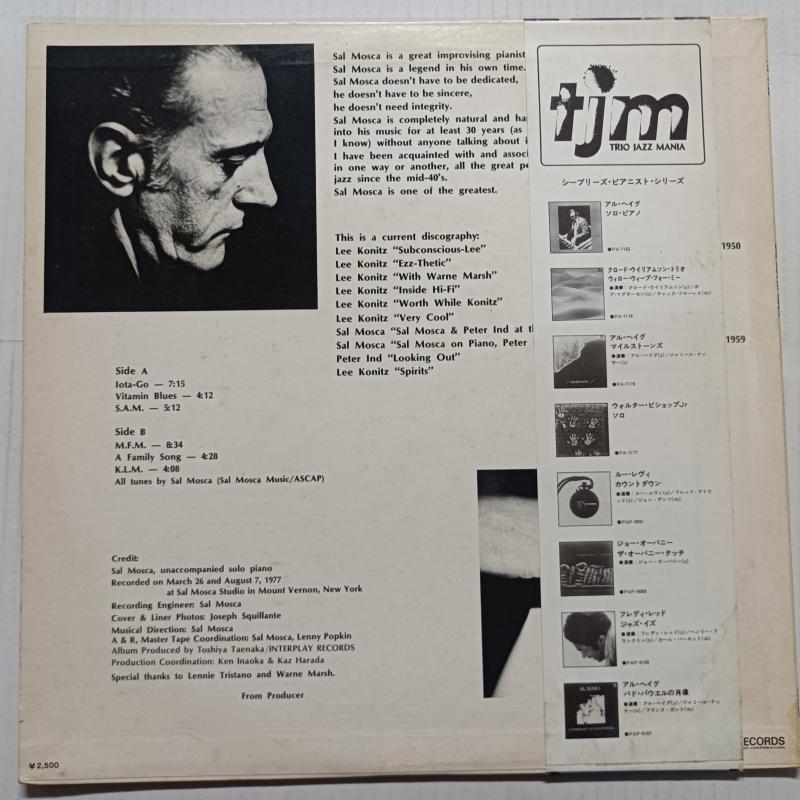 Sal Mosca is a great improvising pianist
Sal Mosca is a legend in his own time.
Sal Mosca doesn't have to be dedicated,
he doesn't have to be sincere,
he doesn't need integrity.
Sal Mosca is completely natural and ha
into his music for at least 30 years (as
I know) without anyone talking about i
I have been acquainted with and associ
in one way or another, all the great pe
jazz since the mid-40's.
Sal Mosca is one of the greatest.
This is a current discography:
Lee Konitz "Subconscious-Lee"
Lee Konitz "Ezz-Thetic"
Lee Konitz "With Warne Marsh"
Lee Konitz "Inside Hi-Fi"
Lee Konitz "Worth While Konitz"
Lee Konitz "Very Cool"
Sal Mosca "Sal Mosca & Peter Ind at th
Sal Mosca "Sal Mosca on Piano, Peter
Peter Ind "Looking Out"
Lee Konitz "Spirits"
1950
1959
Side A
Iota-Go — 7:15
Vitamin Blues — 4:12
S.A.M. — 5:12
Side B
M.F.M. — 8:34
A Family Song — 4:28
K.L.M. — 4:08
All tunes by Sal Mosca (Sal Mosca Music/ASCAP)
Credit:
Sal Mosca, unaccompanied solo piano
Recorded on March 26 and August 7, 1977
at Sal Mosca Studio in Mount Vernon, New York
Recording Engineer: Sal Mosca
Cover & Liner Photos: Joseph Squillante
Musical Direction: Sal Mosca
A & R, Master Tape Coordination: Sal Mosca, Lenny Popkin
Album Produced by Toshiya Taenaka/INTERPLAY RECORDS
Production Coordination: Ken Inaoka & Kaz Harada
Special thanks to Lennie Tristano and Warne Marsh.
From Producer
¥2,500
tjm
TRIO JAZZ MANIA
シーブリーズ・ピアニスト・シリーズ
アル・ヘイグ
ソロ・ピアノ
●PA-7163
クロード・ウイリアムソン・トリオ
ウィロー・ウィープ・フォー・ミー
アル・ヘイグ
マイルストーンズ
●PA-7176
ウォルター・ビショップJr
ソロ
●PA-7177
ルー・レヴィ
カウントダウン
ジョー・オーバニー
ザ・オーバニー・タッチ
●演奏：ジョー・オーバニー(p)
フレディ・レッド
ジャズ・イズ
アル・ヘイグ
バド・パウエルの肖像
AL HAIG
ECORDS